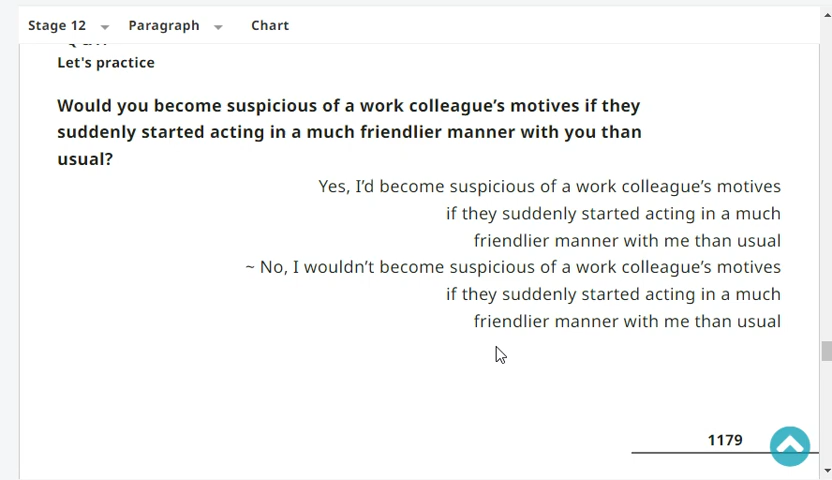 Stage 12
Paragraph
Chart
Let's practice
Would you become suspicious of a work colleague's motives if they
suddenly started acting in a much friendlier manner with you than
usual?
Yes, I'd become suspicious of a work colleague's motives
if they suddenly started acting in a much
friendlier manner with me than usual
~ No, I wouldn't become suspicious of a work colleague's motives
if they suddenly started acting in a much
friendlier manner with me than usual
1179